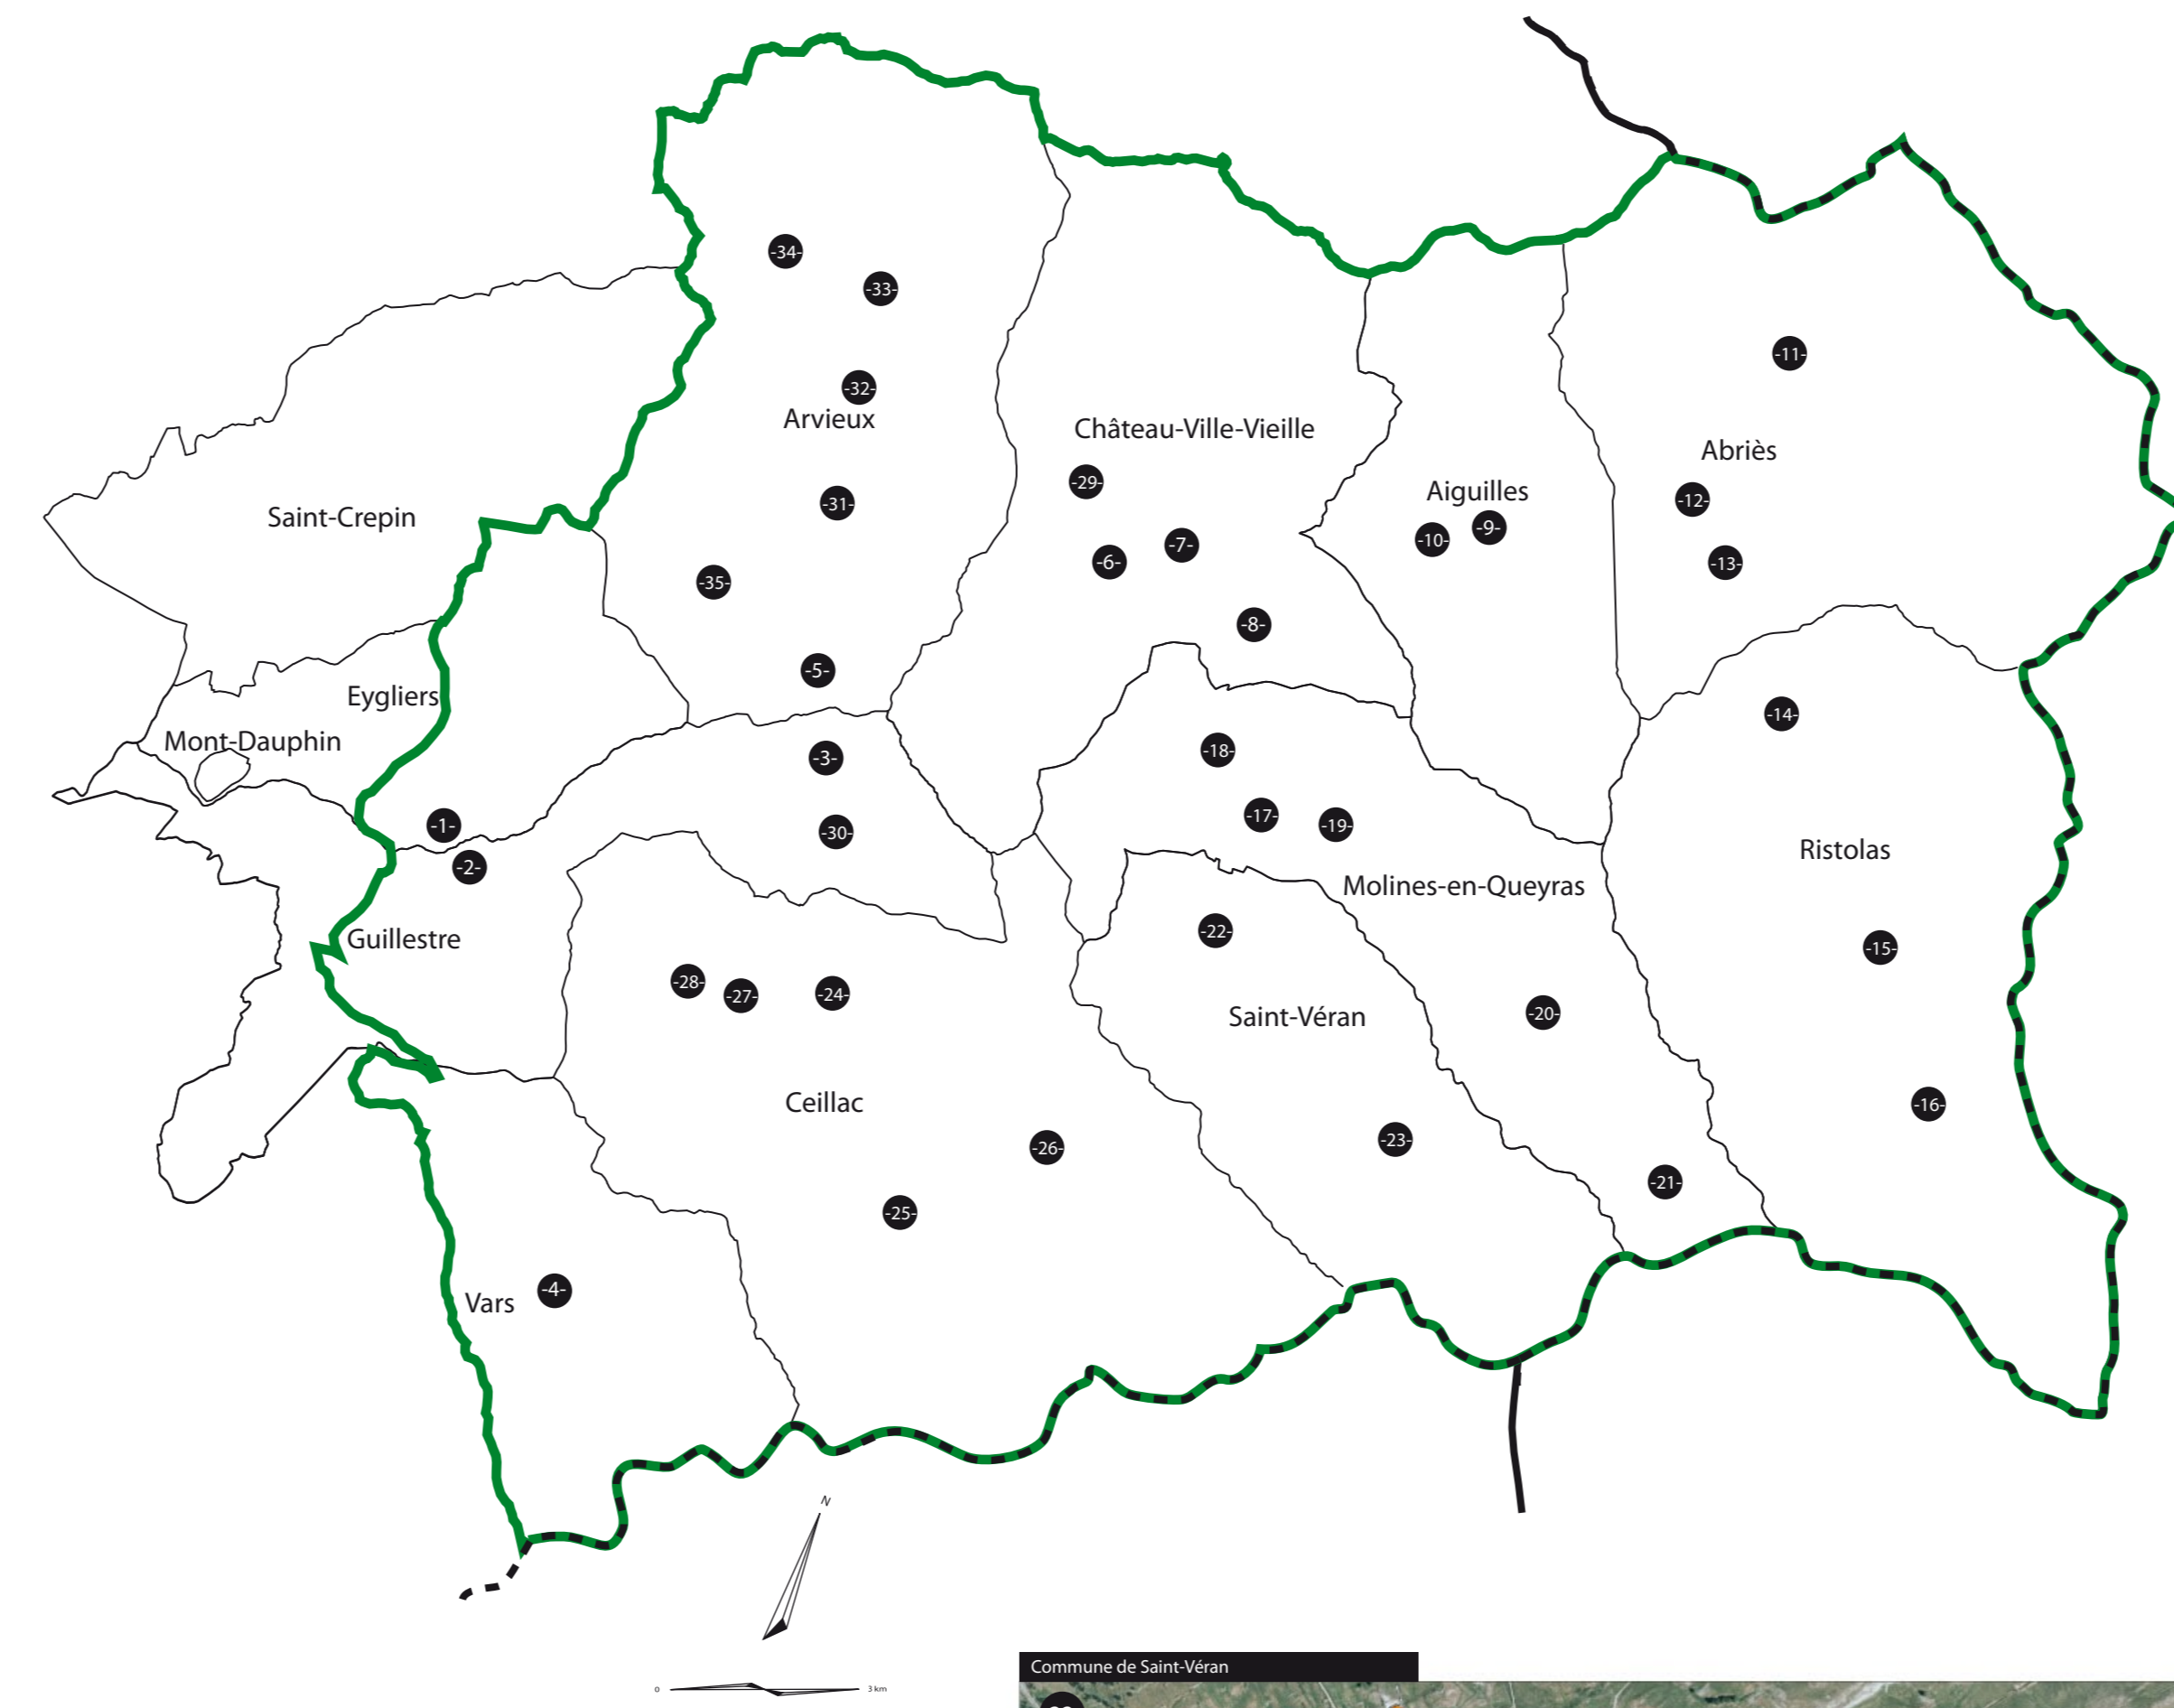 -34-
-33-
-11-
-32-
Arvieux
Château-Ville-Vieille
Abriès
-29-
Aiguilles
-12-
-31-
Saint-Crepin
-9-
-10-
-7-
-6-
-13-
-35-
-8-
-5-
Eygliers
-14-
Mont-Dauphin
-18-
-3-
-17-
-19-
-1-
-30-
Ristolas
-2-
Molines-en-Queyras
-22-
Guillestre
-15-
-28-
-27-
-24-
-20-
Saint-Véran
Ceillac
-16-
-23-
-26-
-21-
-25-
-4-
Vars
N
Commune de Saint-Véran
0
3 km